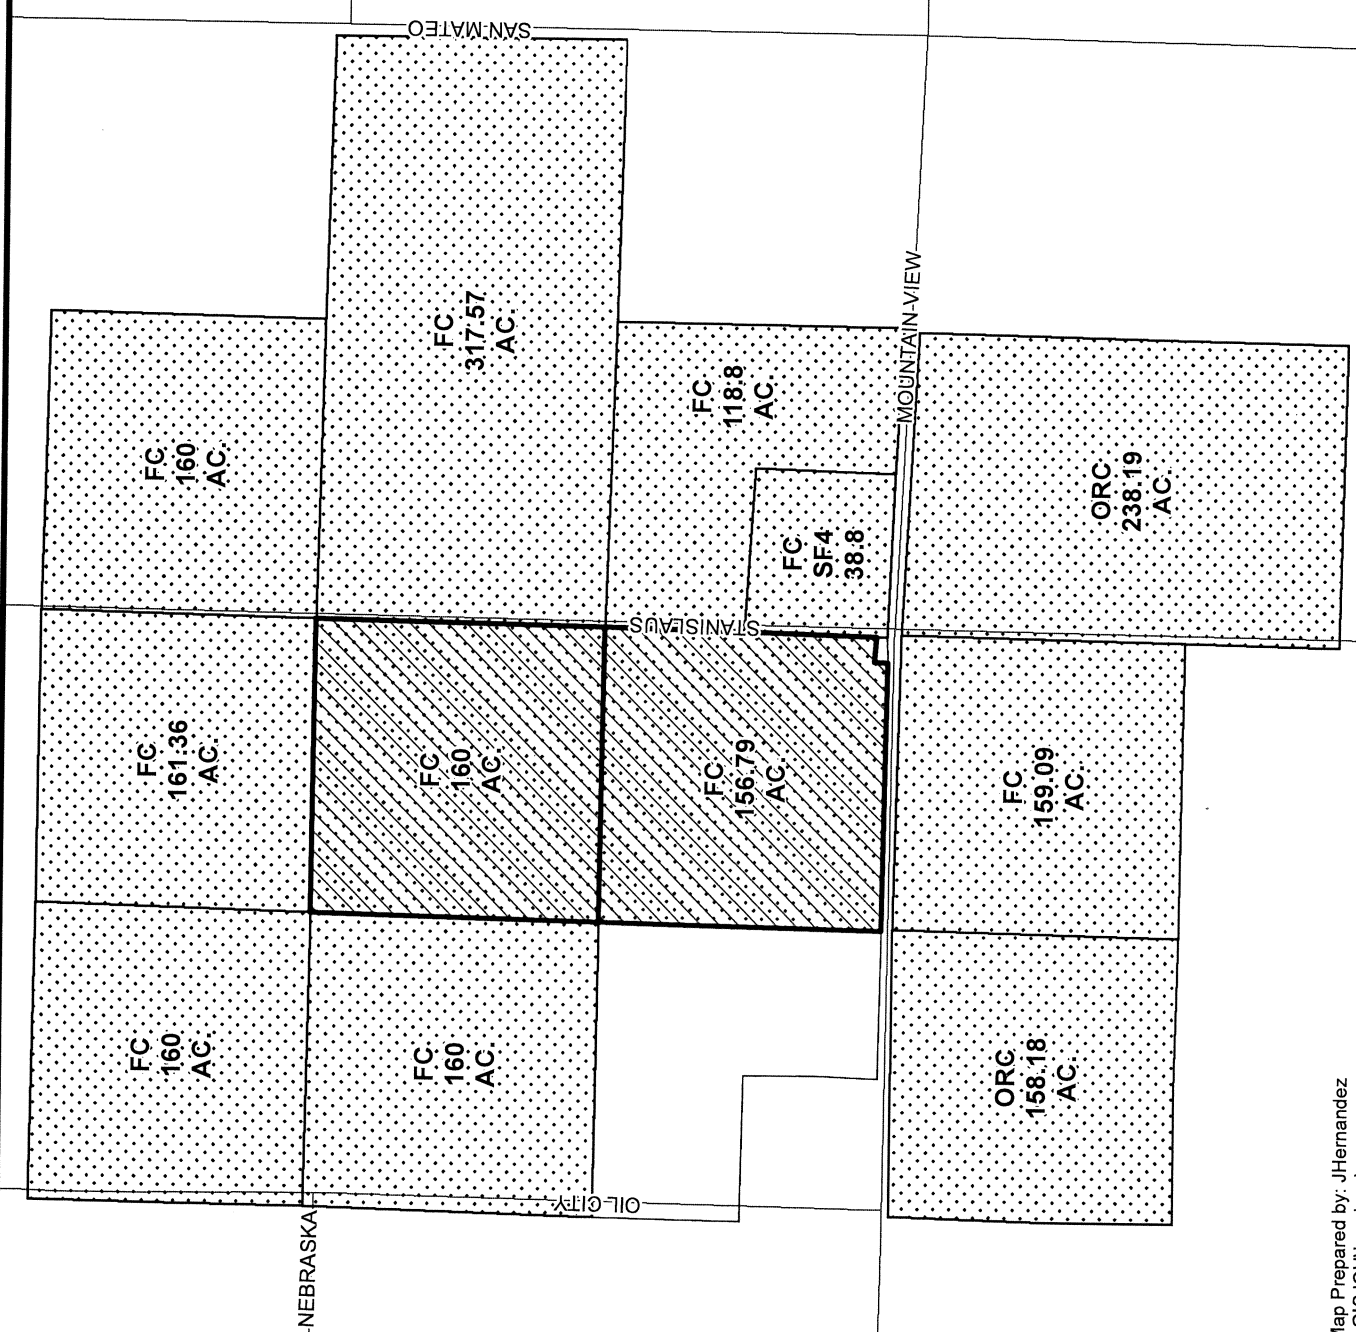 SAN MATEO
FC
317.57
AC.
FC
160
AC.
FC
118.8
AC.
MOUNTAIN VIEW
FC
SF4
38.8
ORC
238.19
AC.
STANISLAUS
FC
161.36
AC.
FC
160
AC.
FC
156.79
AC.
FC
159.09
AC.
FC
160
AC.
FC
160
AC.
ORC
158.18
AC.
OIL CITY
NEBRASKA
Map Prepared by: JHernandez